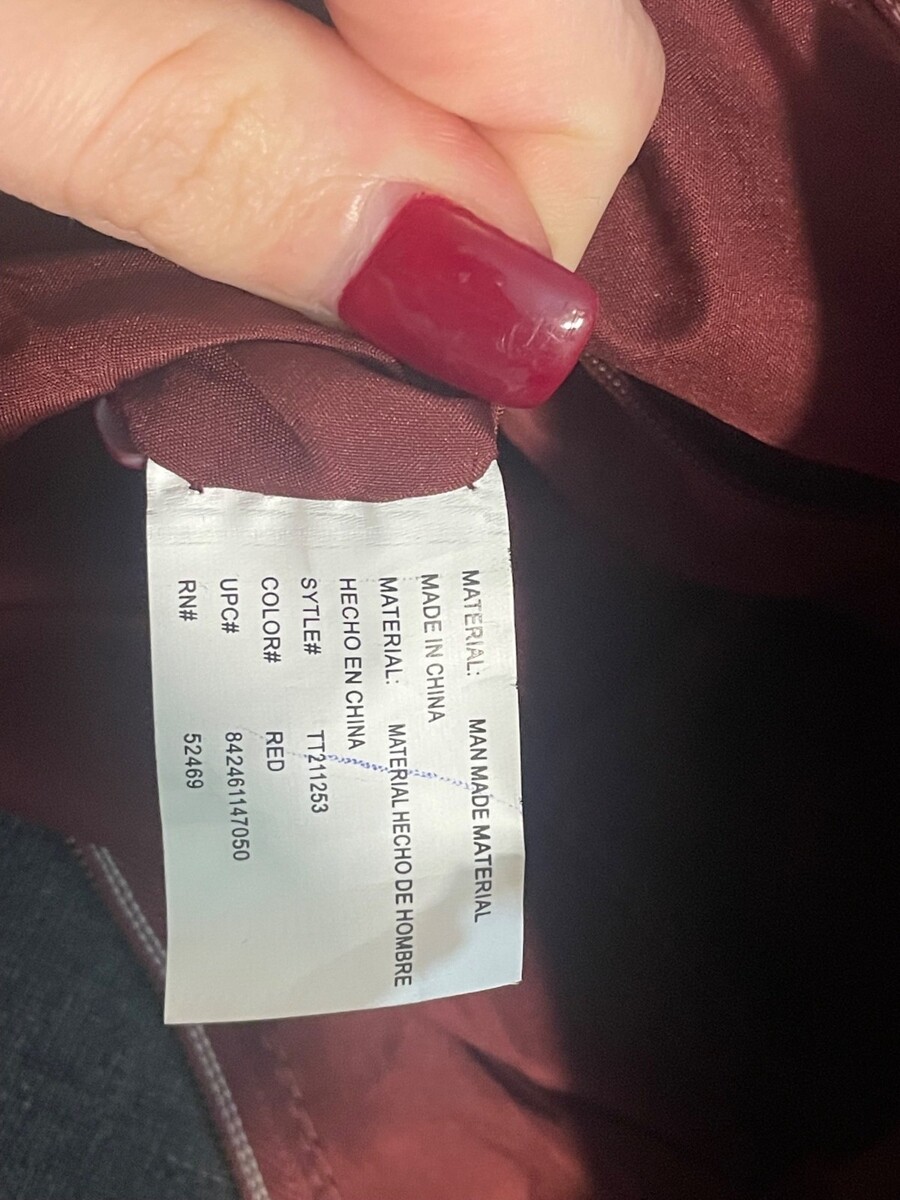 MATERIAL: MAN MADE MATERIAL
MADE IN CHINA
MATERIAL: MATERIAL HECHO DE HOMBRE
HECHO EN CHINA
SYTLE# TT211253
COLOR# RED
UPC# 842461147050
RN# 52469